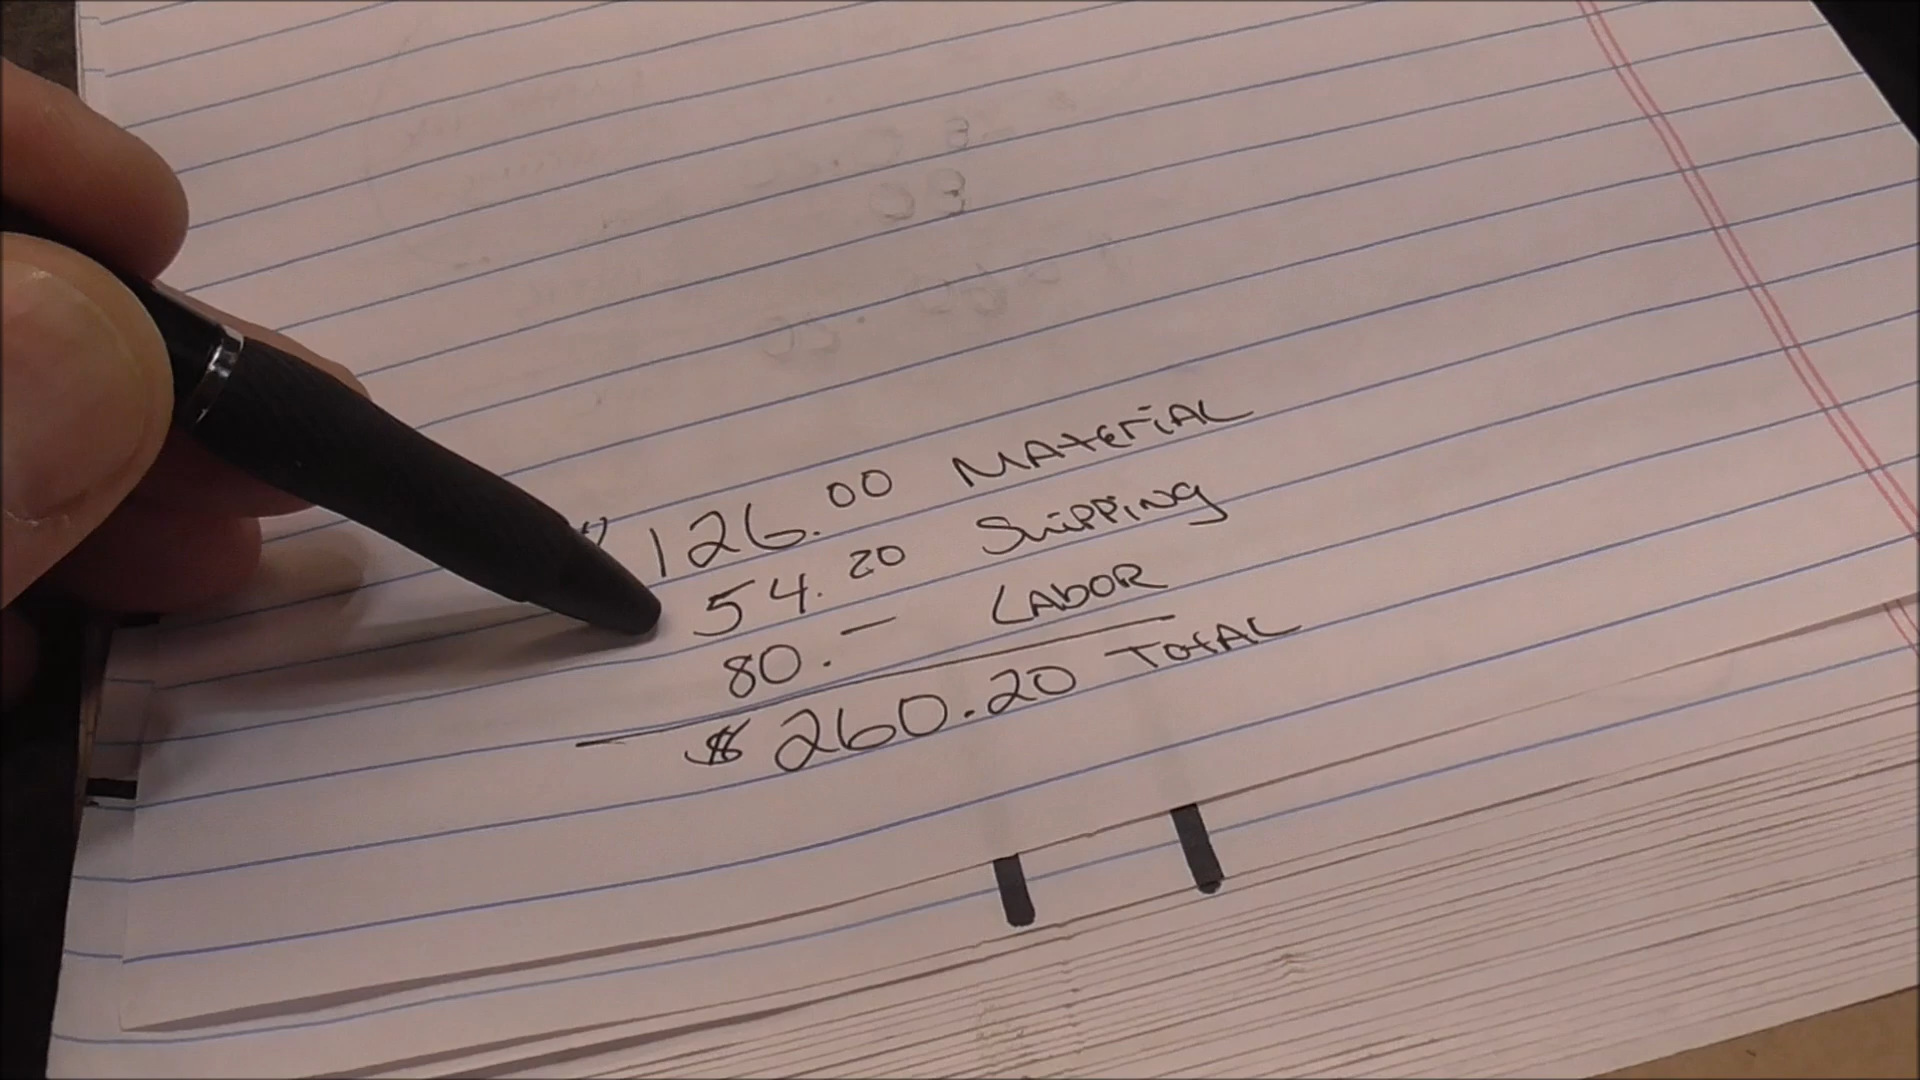 $ 126.00 MAteriAL
54.20 SHiPPiNg
80.— LAbOR
$ 260.20 TotAL